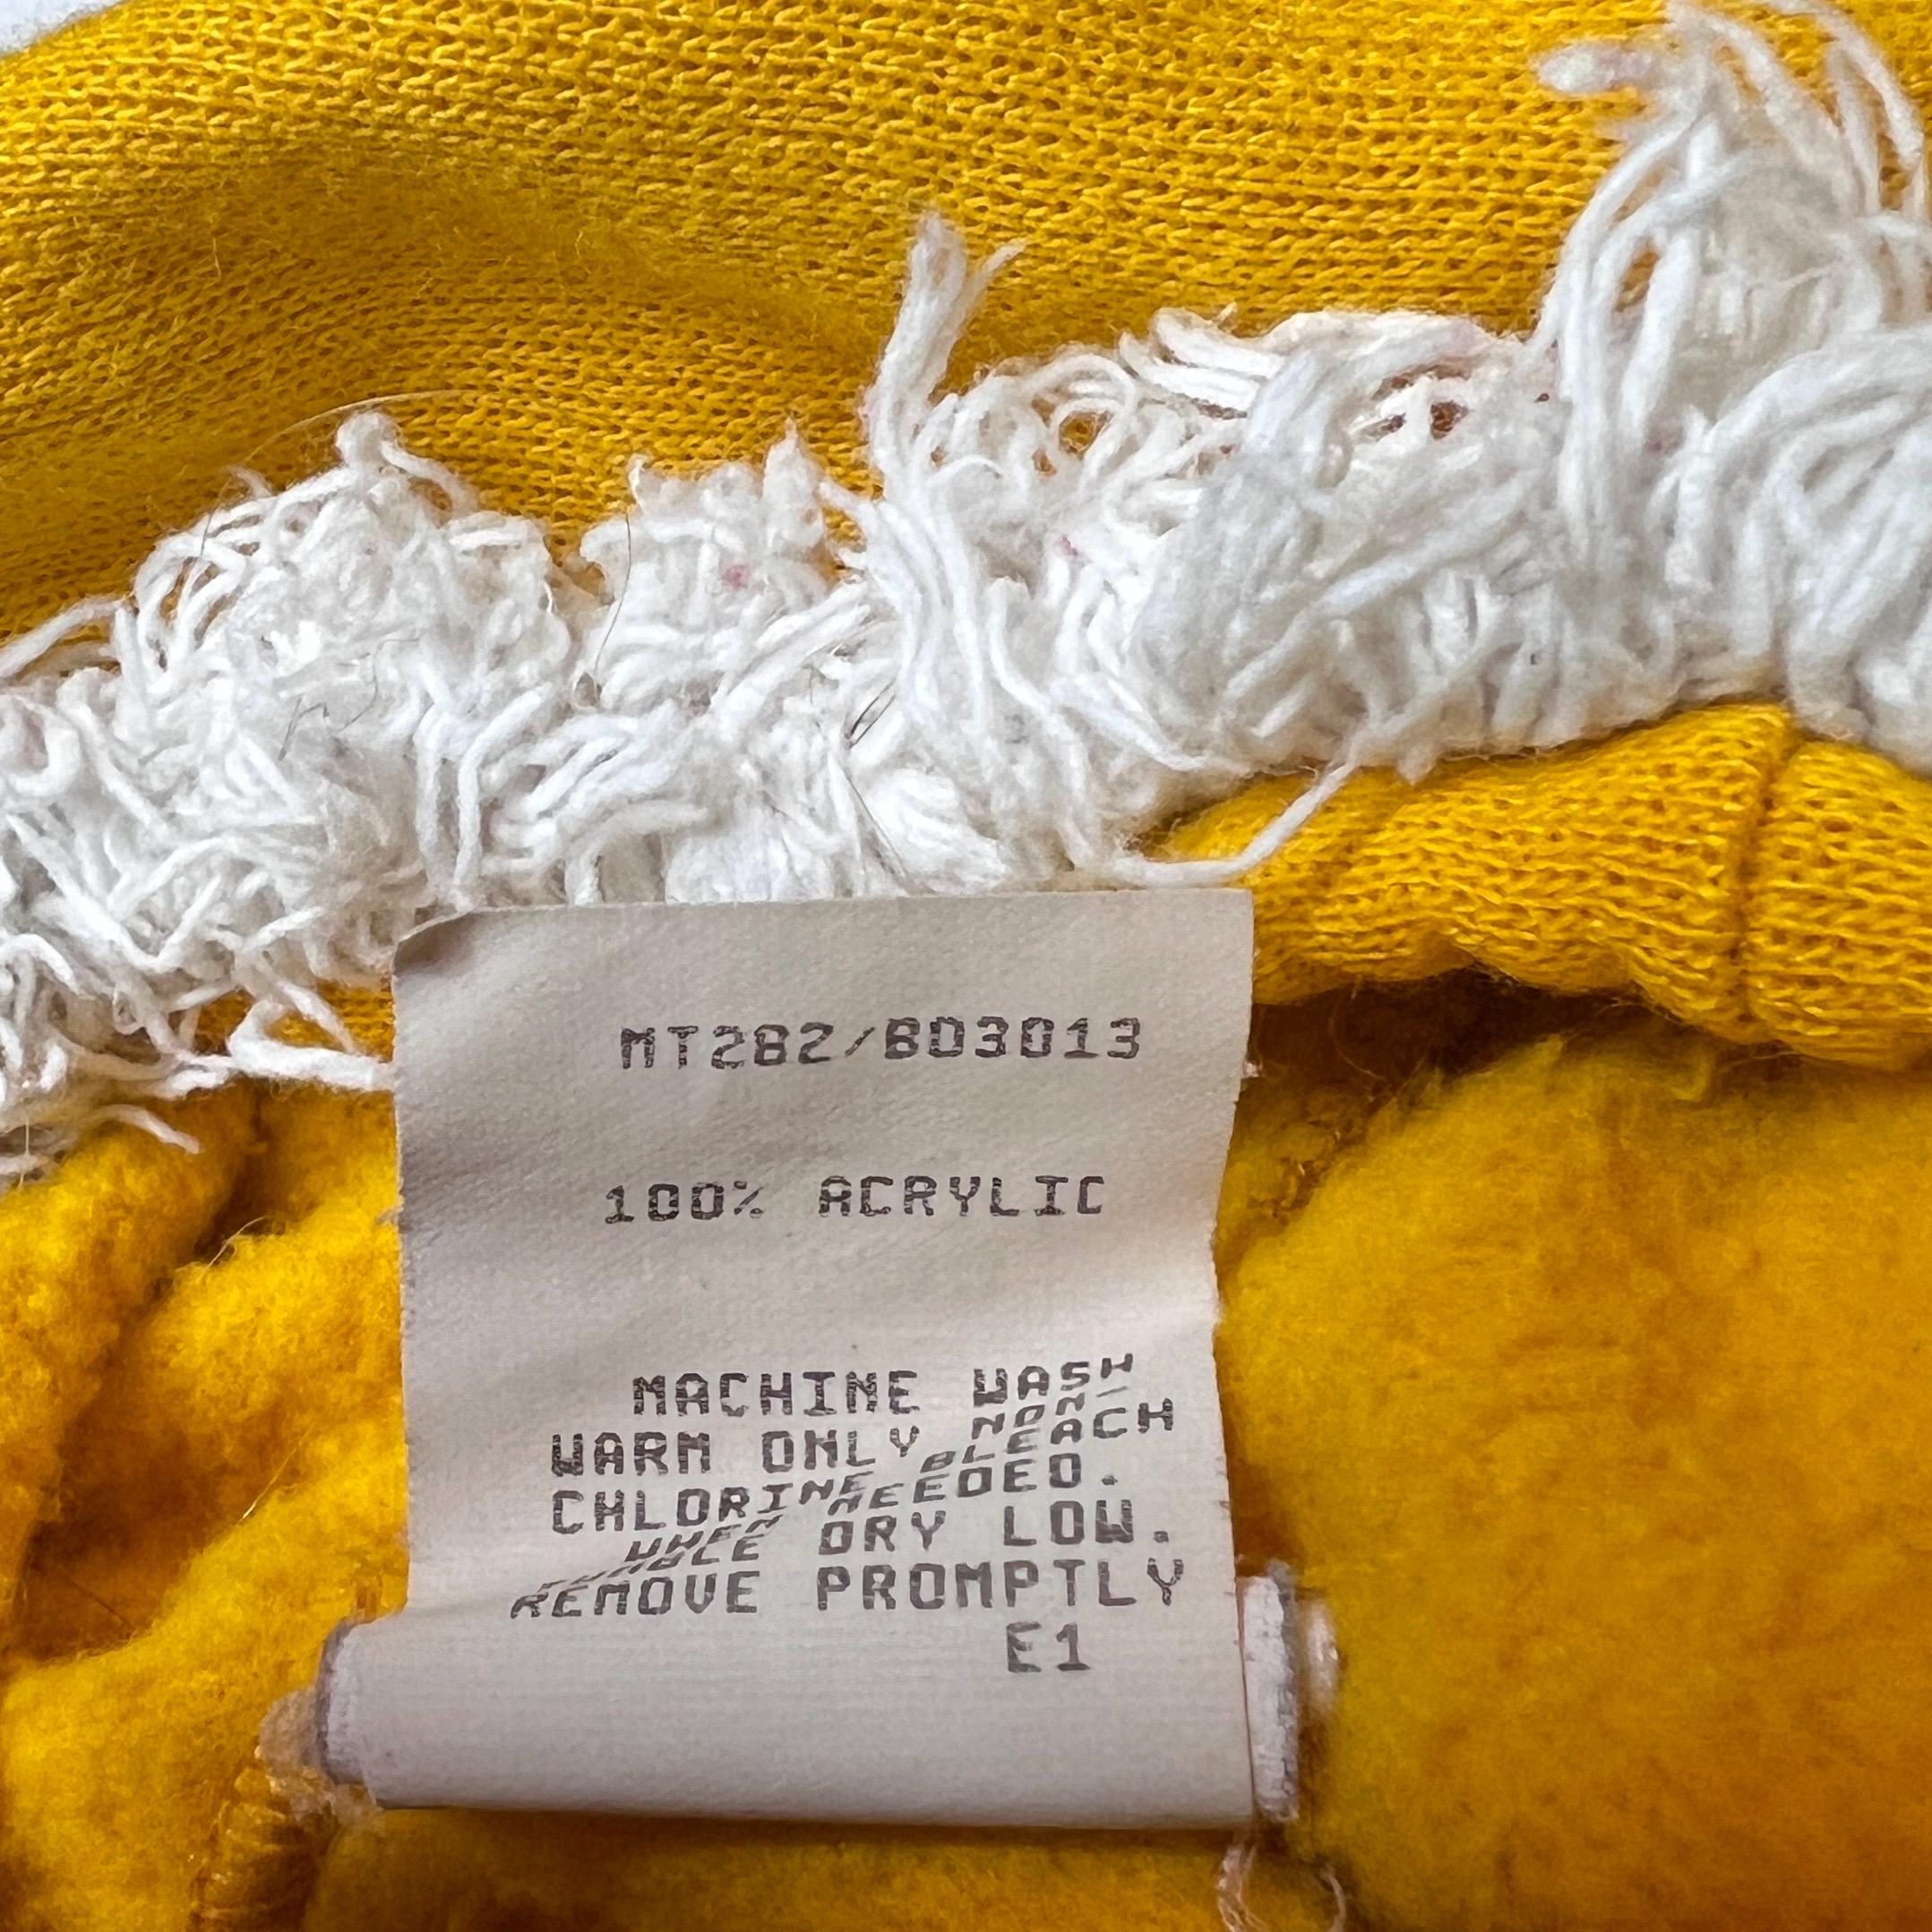 MT282/BD3013
100% ACRYLIC
MACHINE WASH
WARM ONLY NON-
CHLORINE BLEACH
WHEN NEEDED.
TUMBLE DRY LOW.
REMOVE PROMPTLY
E1